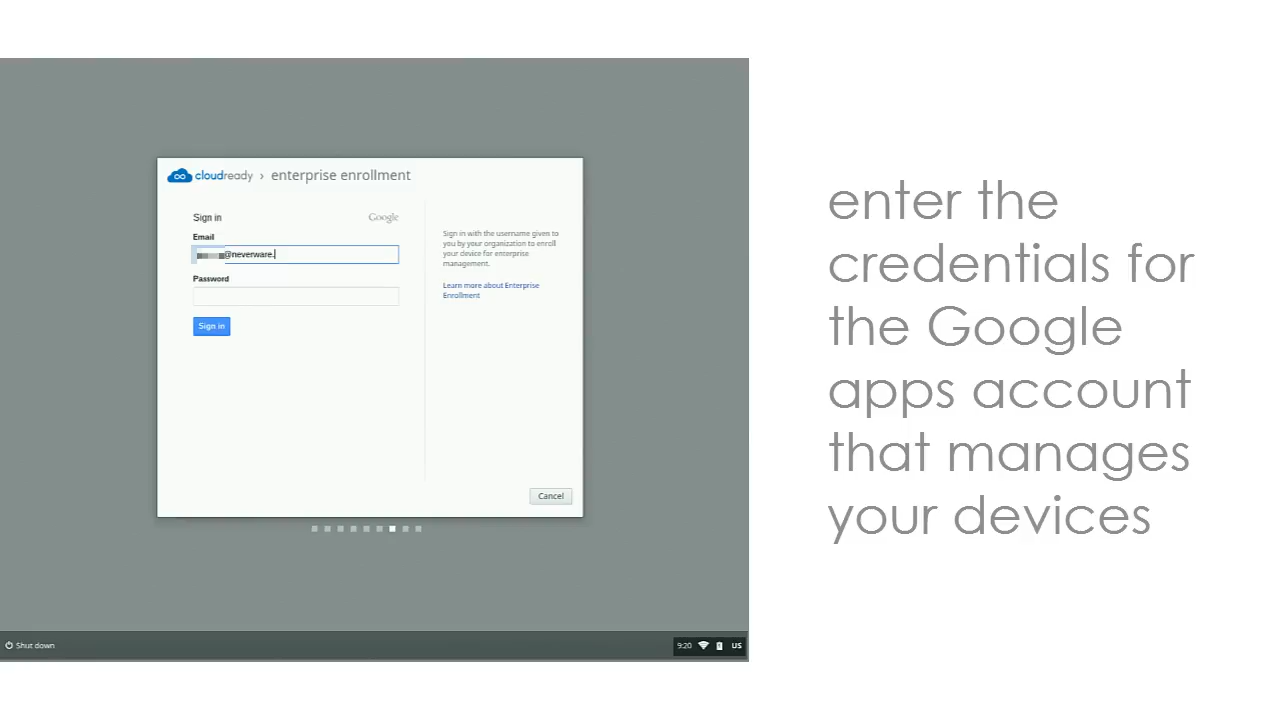 cloudready › enterprise enrollment
Sign in
Google
Email
@neverware.
Password
Sign in
Sign in with the username given to
you by your organization to enroll
your device for enterprise
management.
Learn more about Enterprise
Enrollment
Cancel
Shut down
9:20
US
enter the
credentials for
the Google
apps account
that manages
your devices